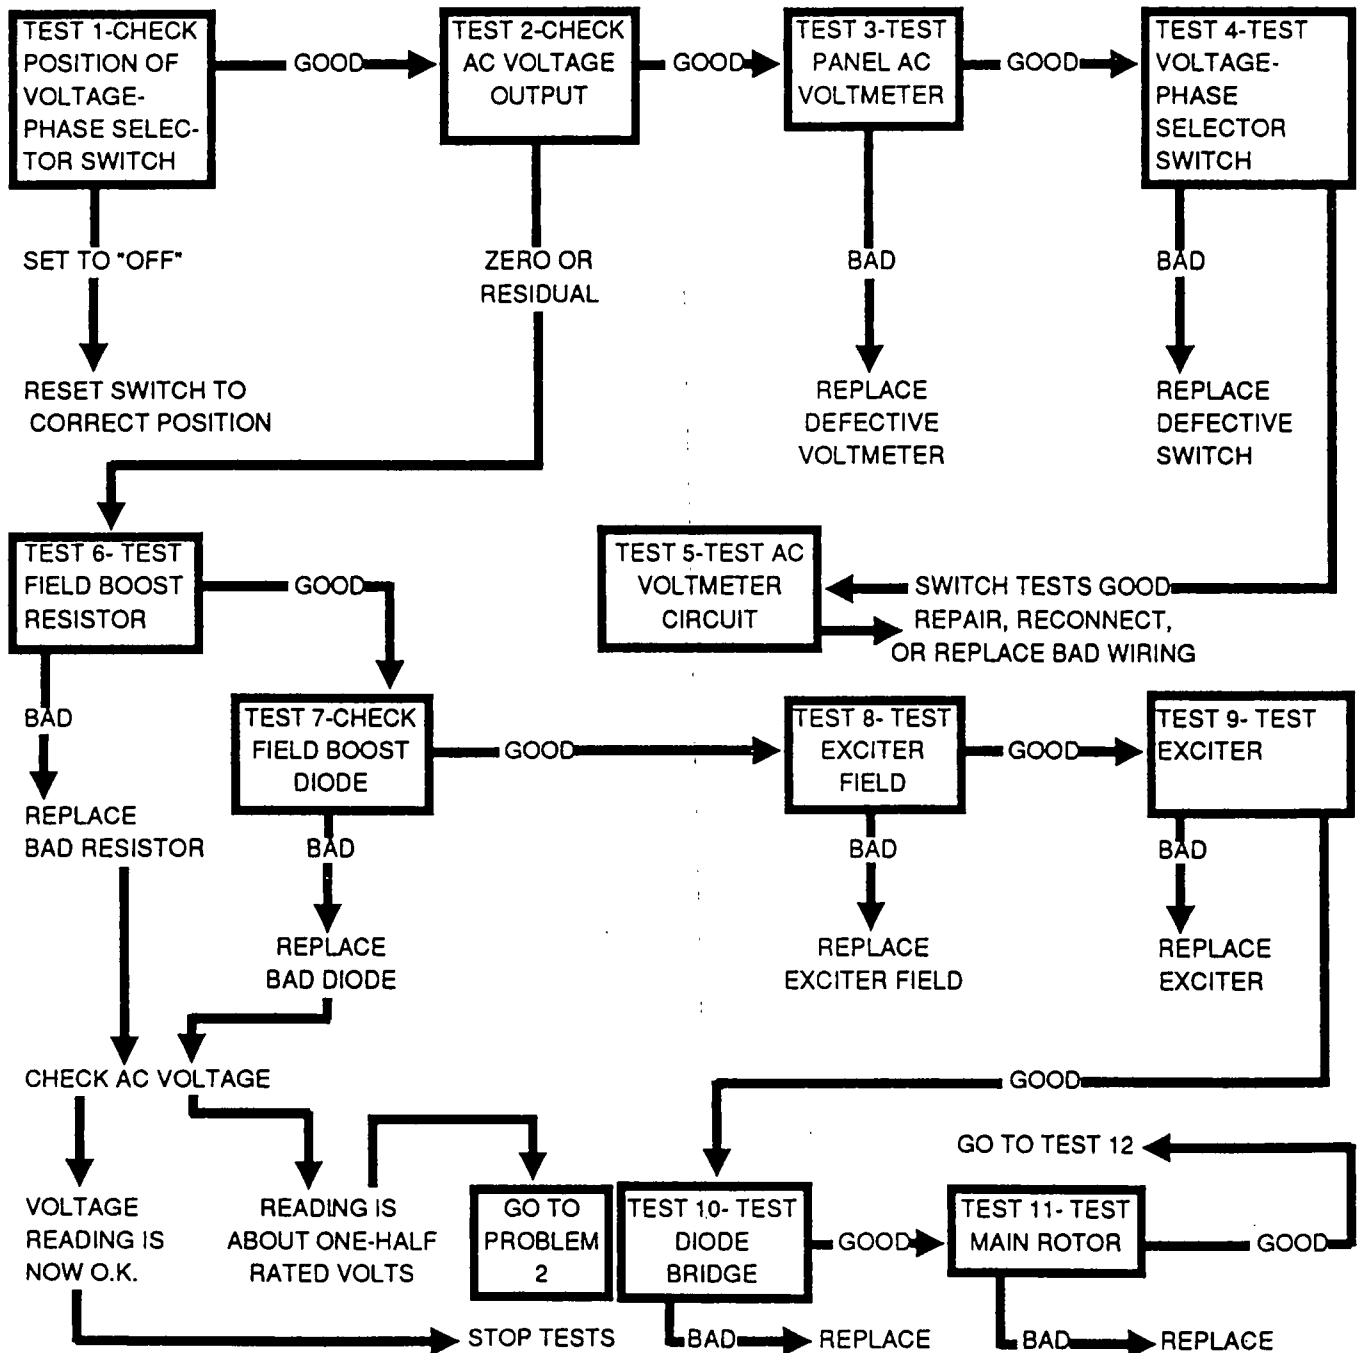 TEST 1-CHECK
POSITION OF
VOLTAGE-
PHASE SELEC-
TOR SWITCH
GOOD
TEST 2-CHECK
AC VOLTAGE
OUTPUT
GOOD
TEST 3-TEST
PANEL AC
VOLTMETER
GOOD
TEST 4-TEST
VOLTAGE-
PHASE
SELECTOR
SWITCH
SET TO "OFF"
RESET SWITCH TO
CORRECT POSITION
ZERO OR
RESIDUAL
BAD
REPLACE
DEFECTIVE
VOLTMETER
BAD
REPLACE
DEFECTIVE
SWITCH
TEST 6- TEST
FIELD BOOST
RESISTOR
GOOD
TEST 5-TEST AC
VOLTMETER
CIRCUIT
SWITCH TESTS GOOD
REPAIR, RECONNECT,
OR REPLACE BAD WIRING
BAD
REPLACE
BAD RESISTOR
TEST 7-CHECK
FIELD BOOST
DIODE
GOOD
TEST 8- TEST
EXCITER
FIELD
GOOD
TEST 9- TEST
EXCITER
BAD
REPLACE
BAD DIODE
BAD
REPLACE
EXCITER FIELD
BAD
REPLACE
EXCITER
CHECK AC VOLTAGE
GOOD
VOLTAGE
READING IS
NOW O.K.
READING IS
ABOUT ONE-HALF
RATED VOLTS
GO TO
PROBLEM
2
TEST 10- TEST
DIODE
BRIDGE
GOOD
TEST 11- TEST
MAIN ROTOR
GOOD
GO TO TEST 12
STOP TESTS
BAD
REPLACE
BAD
REPLACE